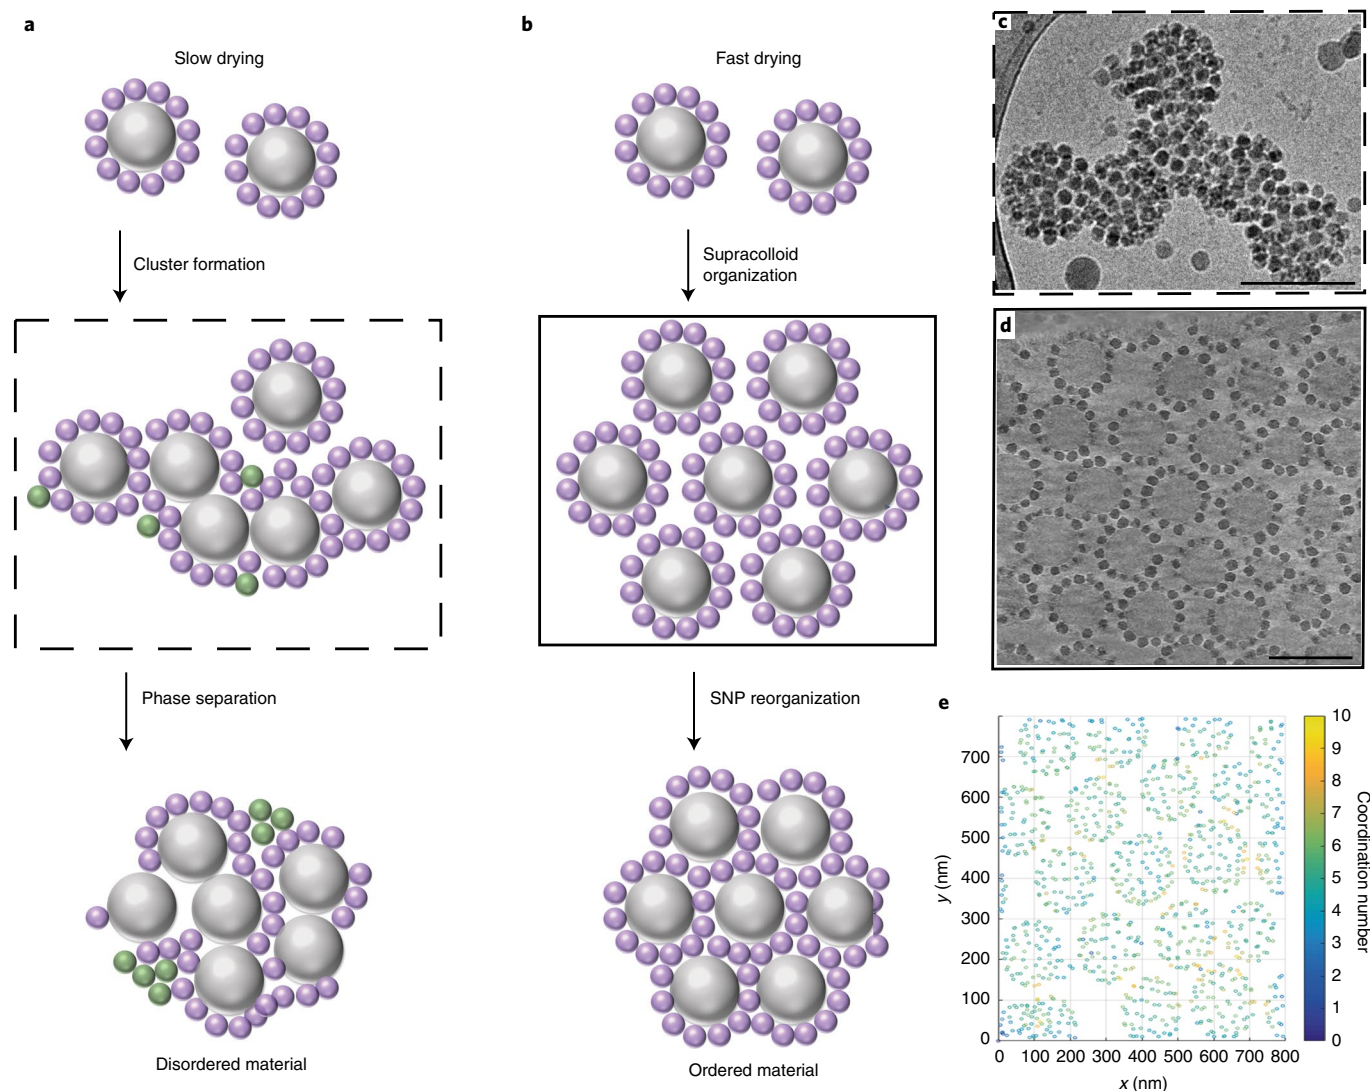 a
Slow drying
Cluster formation
Phase separation
Disordered material
b
Fast drying
Supracolloid
organization
SNP reorganization
Ordered material
c
d
e
700
600
500
400
300
200
100
0
y (nm)
0 100 200 300 400 500 600 700 800
x (nm)
10
9
8
7
6
5
4
3
2
1
0
Coordination number